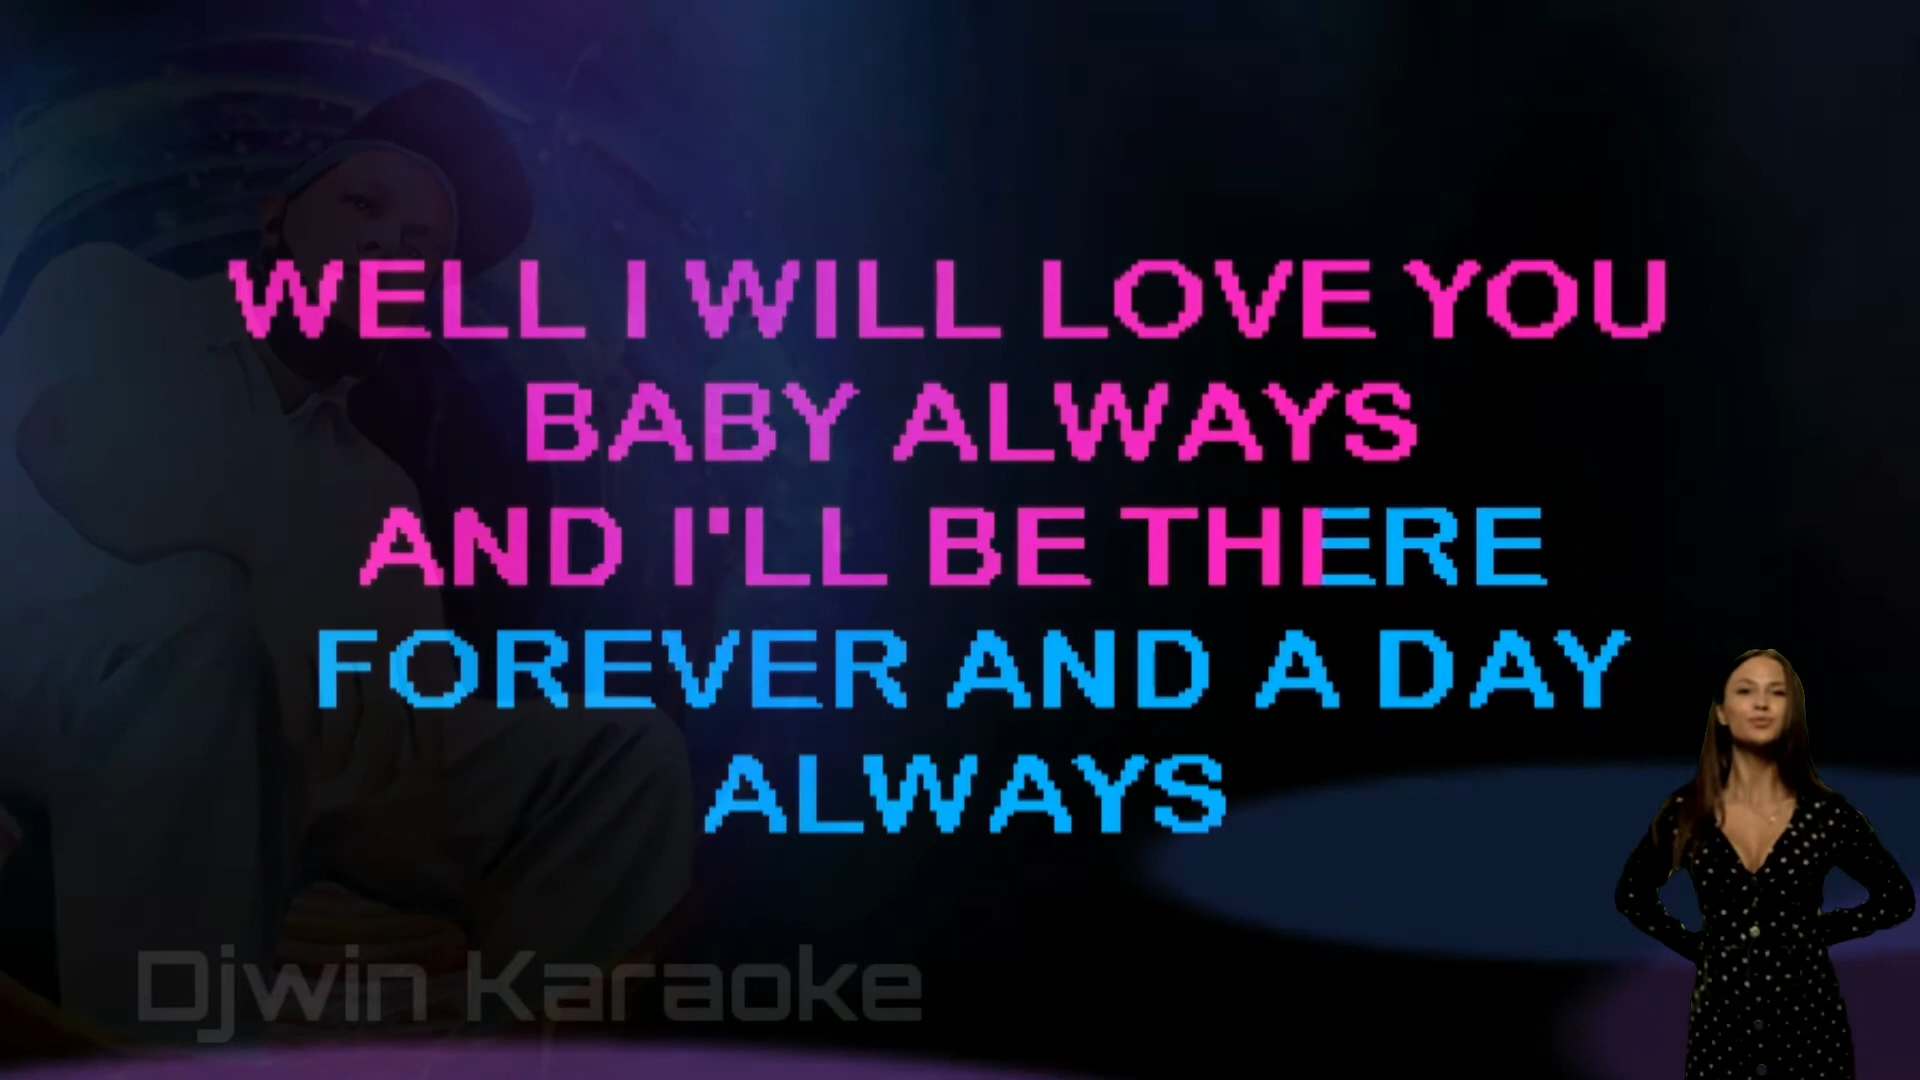 WELL I WILL LOVE YOU
BABY ALWAYS
AND I'LL BE THERE
FOREVER AND A DAY
ALWAYS
Djwin Karaoke